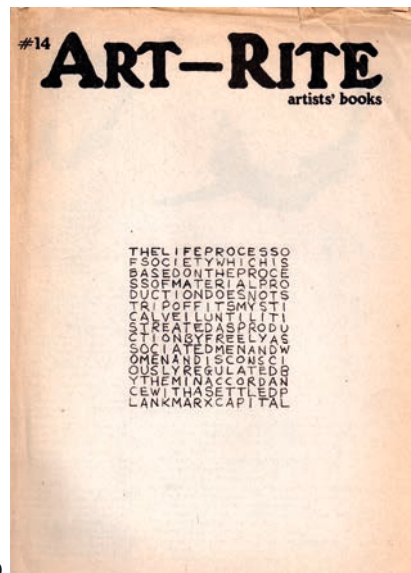 #14 ART–RITE
artists' books
THELIFEPROCESSO
FSOCIETYWHICHIS
BASEDONTHEPROCE
SSOFMATERIALPRO
DUCTIONDOESNOTS
TRIPOFFITSMYSTI
CALVEILUNTILITI
STREATEDASPRODU
CTIONBYFREELYAS
SOCIATEDMENANDW
OMENANDISCONSCI
OUSLYREGULATEDB
YTHEMINACCORDAN
CEWITHASETTLEDP
LANKMARXCAPITAL